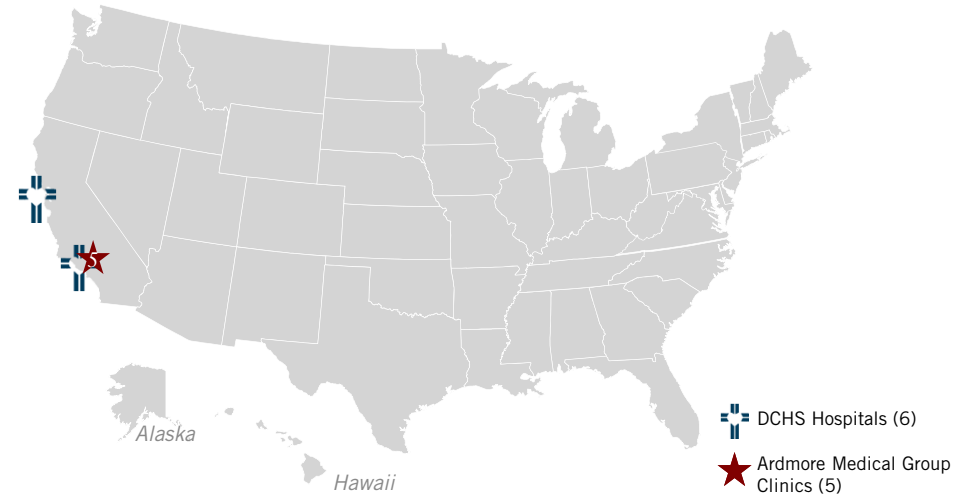 5
Alaska
Hawaii
DCHS Hospitals (6)
Ardmore Medical Group
Clinics (5)